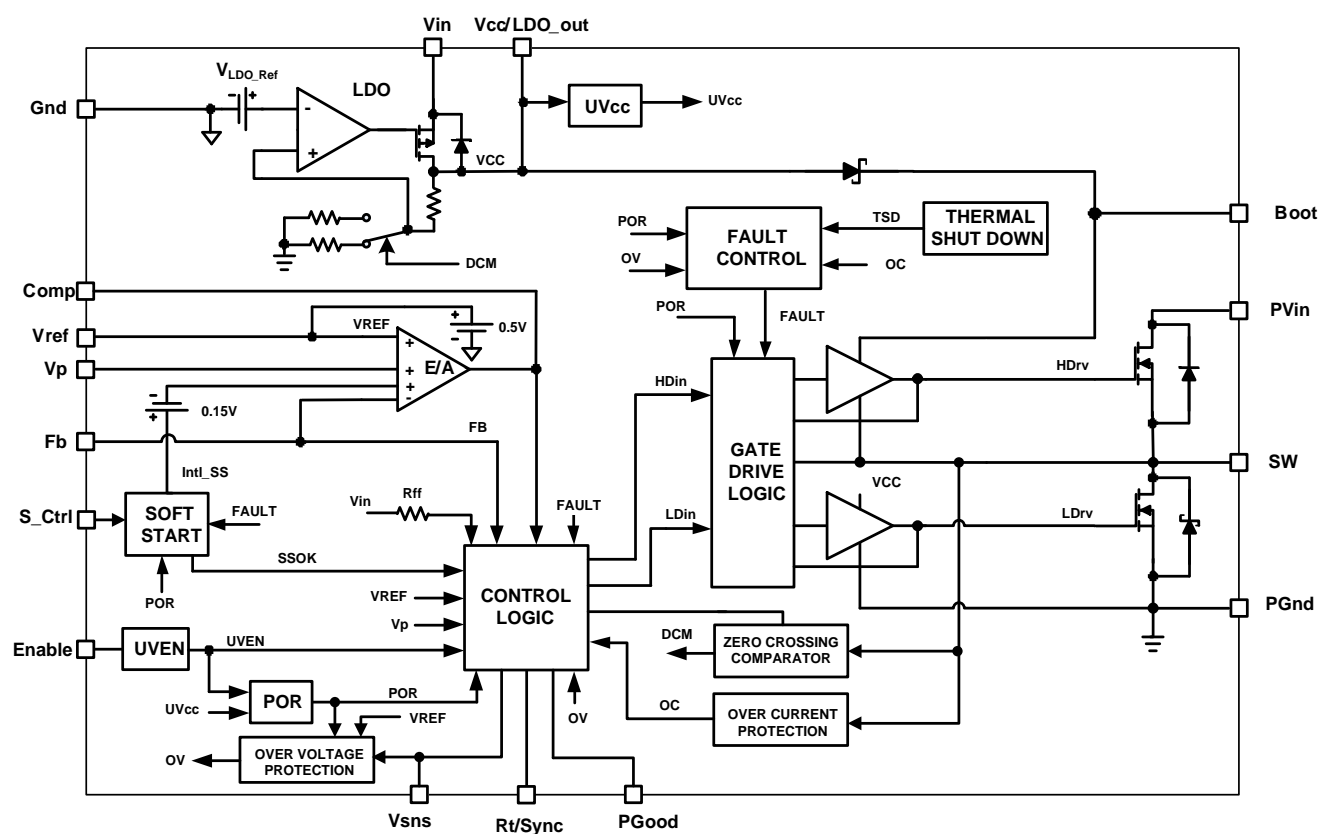 Vin
Vcc/LDO_out
VLDO_Ref
LDO
Gnd
-
+
-
+
UVcc
UVcc
VCC
DCM
Boot
POR
OV
FAULT
CONTROL
TSD
THERMAL
SHUT DOWN
OC
Comp
Vref
VREF
+
-
0.5V
Vp
+
+
+
-
E/A
-
+
0.15V
Fb
FB
POR
FAULT
PVin
HDin
HDrv
GATE
DRIVE
LOGIC
SW
Intl_SS
S_Ctrl
SOFT
START
FAULT
POR
SSOK
Vin
Rff
FAULT
VCC
LDin
LDrv
CONTROL
LOGIC
VREF
Vp
PGnd
Enable
UVEN
UVEN
DCM
ZERO CROSSING
COMPARATOR
UVcc
POR
POR
VREF
OV
OC
OVER CURRENT
PROTECTION
OV
OVER VOLTAGE
PROTECTION
Vsns
Rt/Sync
PGood